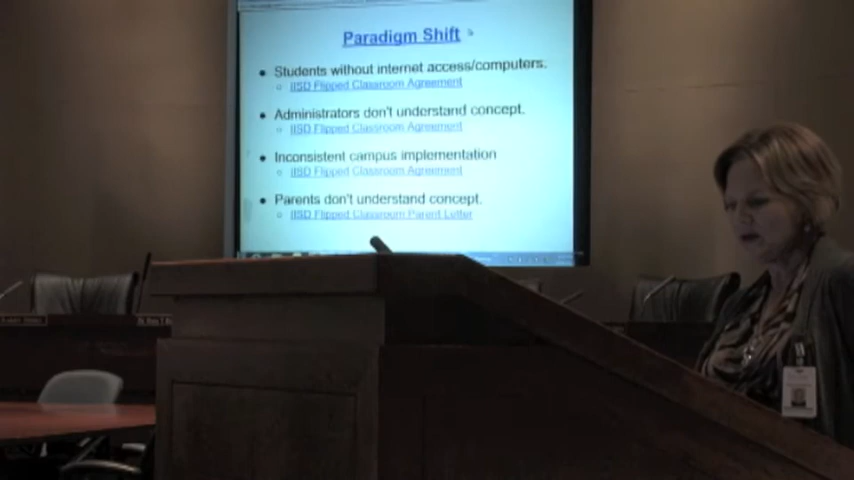 Paradigm Shift
Students without internet access/computers.
IISD Flipped Classroom Agreement
Administrators don't understand concept.
IISD Flipped Classroom Agreement
Inconsistent campus implementation
IISD Flipped Classroom Agreement
Parents don't understand concept.
IISD Flipped Classroom Parent Letter